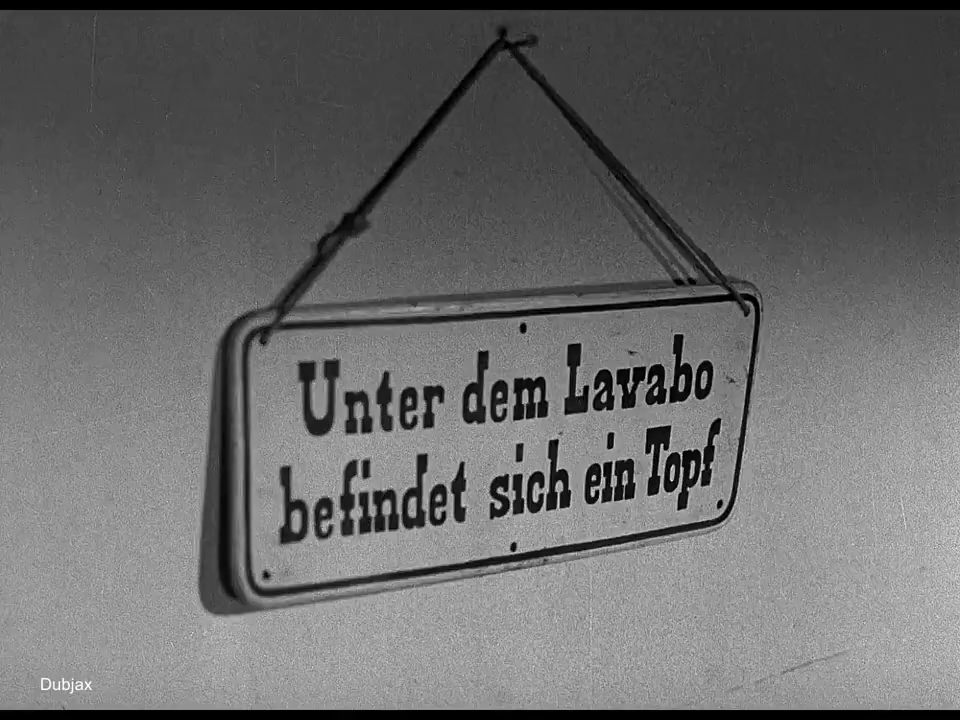 Unter dem Lavabo
befindet sich ein Topf
Dubjax